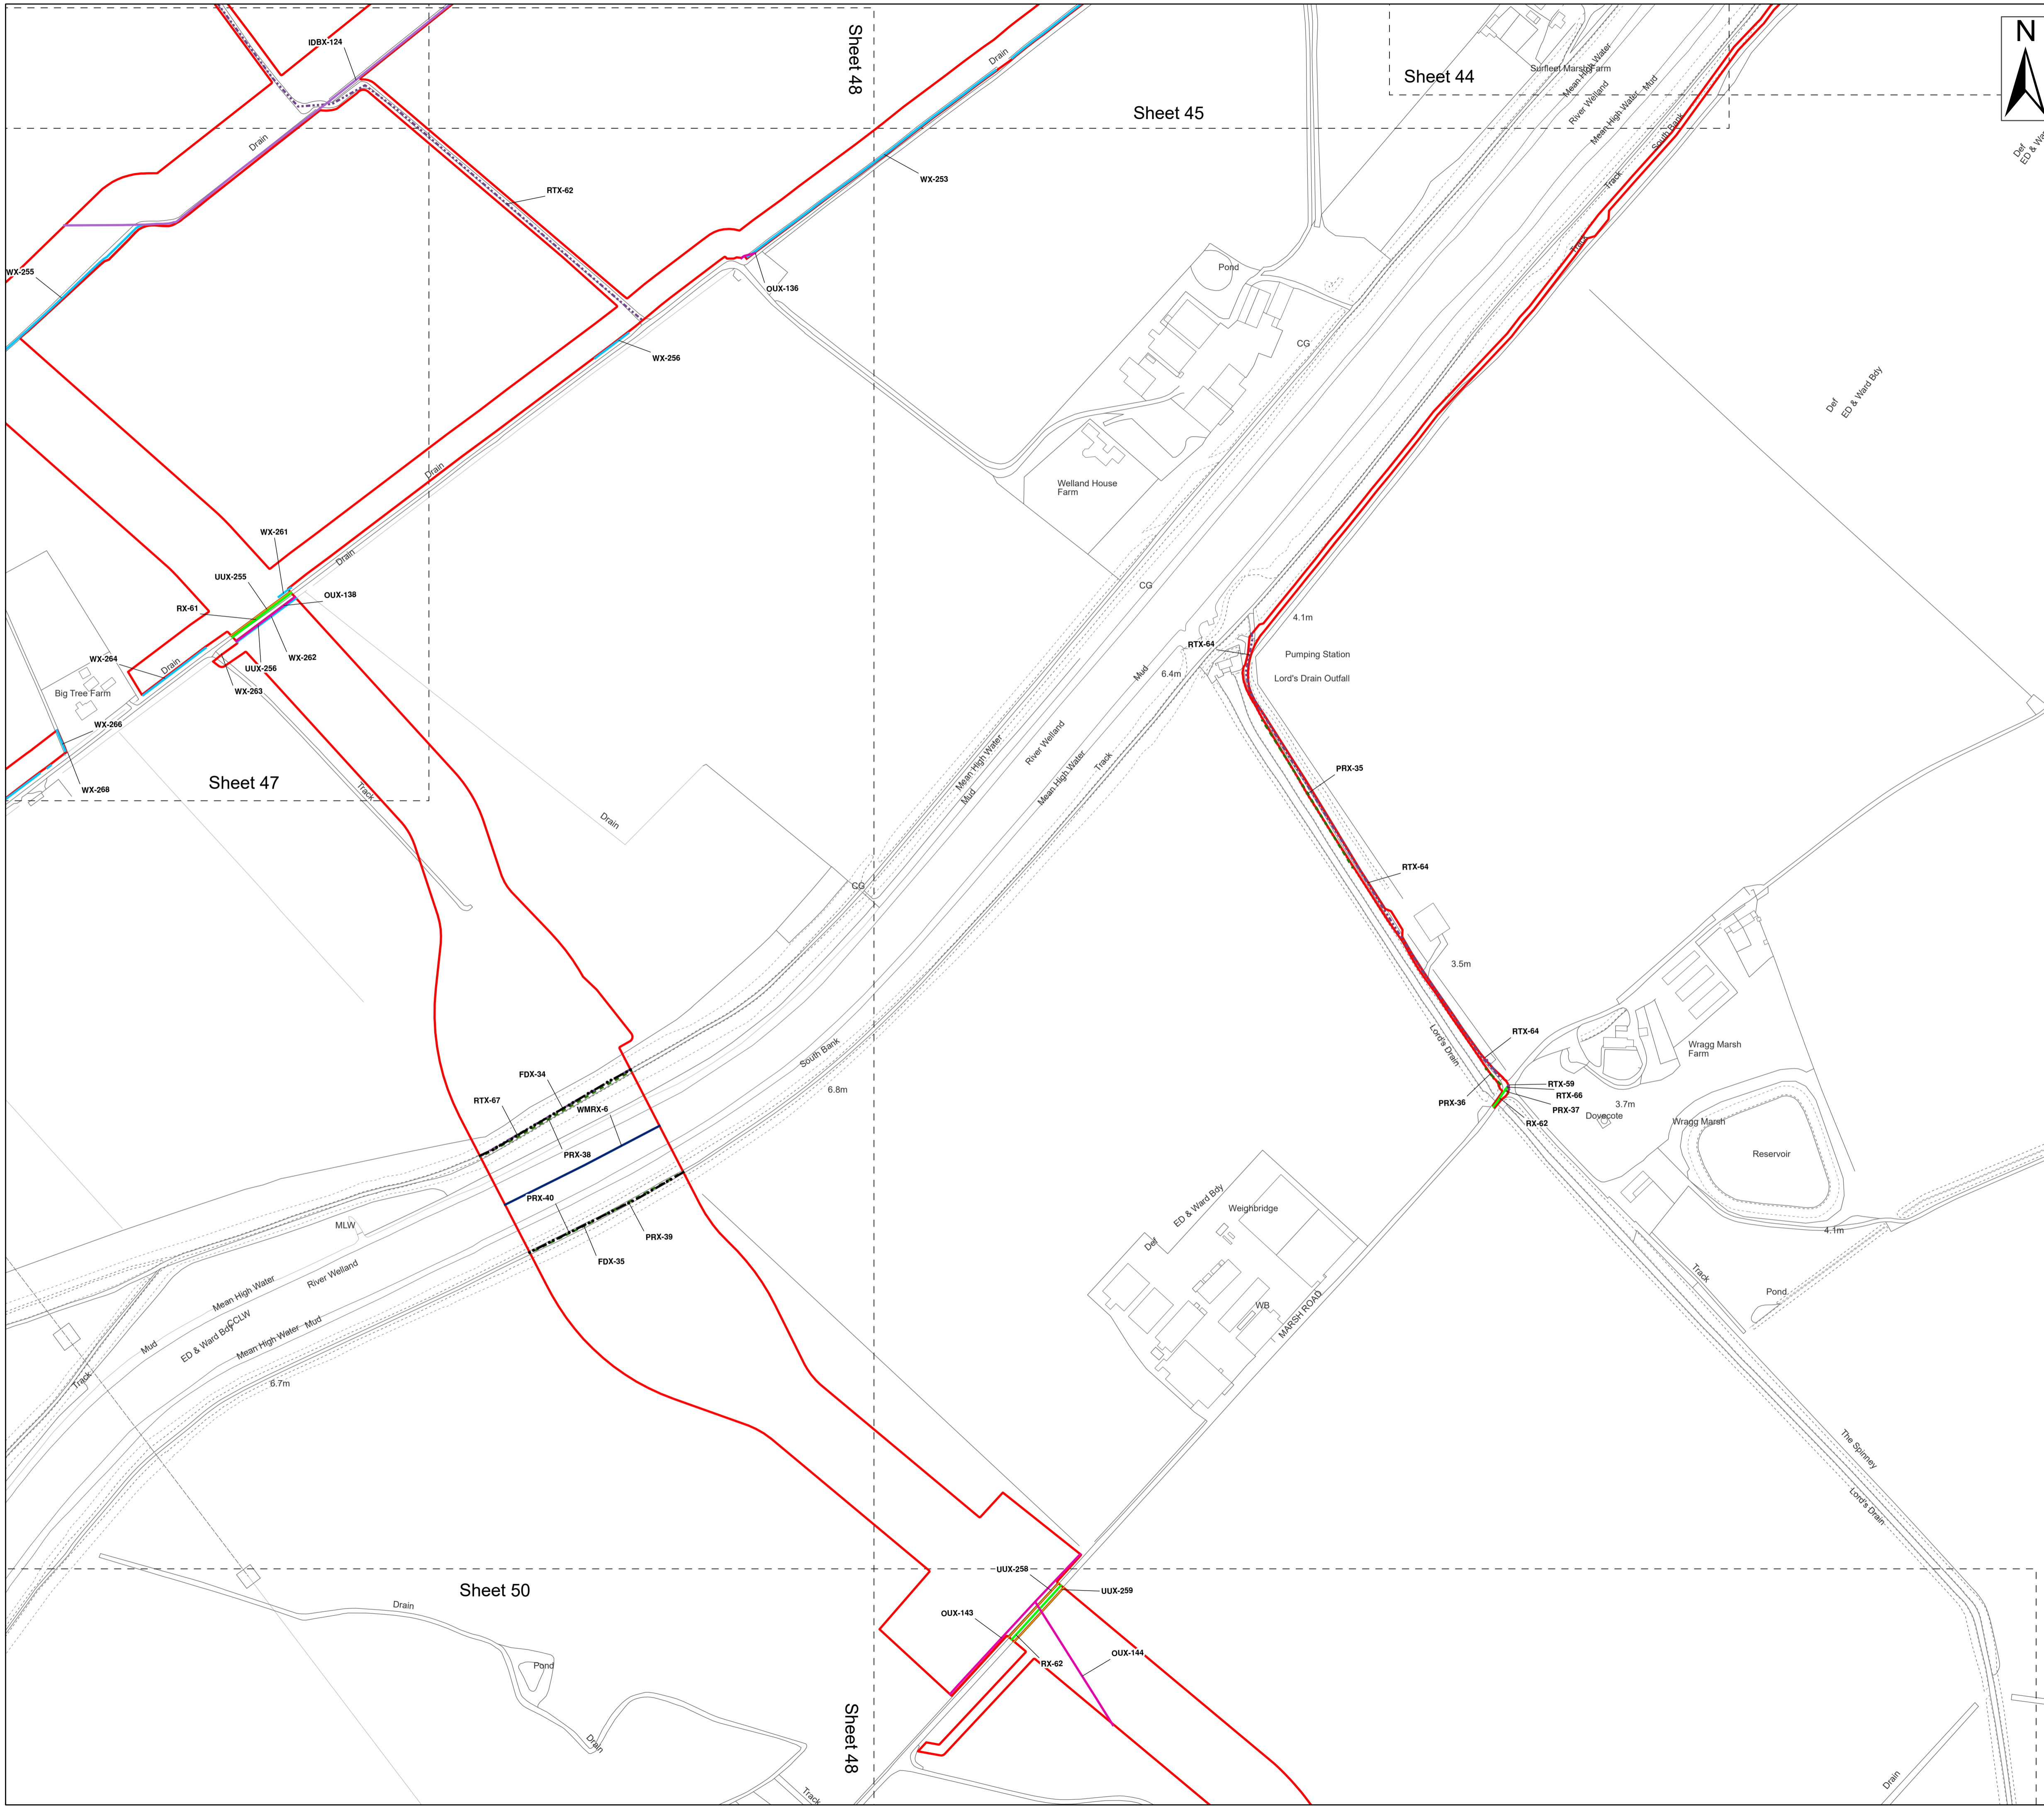 IDBX-124
Sheet 48
Drain
Sheet 45
Sheet 44
Surfleet Marsh Farm
Mean High Water
River Welland
Mean High Water
Mud
South Bank
Track
N
Def
Drain
RTX-62
WX-253
WX-255
OUX-136
Pond
Track
WX-256
CG
Def
ED & Ward Bdy
Drain
Welland House
Farm
WX-261
Drain
UUX-255
OUX-138
RX-61
CG
4.1m
WX-264
Drain
UUX-256
WX-262
WX-263
RTX-64
Pumping Station
Mud
6.4m
Lord's Drain Outfall
Big Tree Farm
WX-266
Sheet 47
WX-268
Track
Mean High Water
Mud
River Welland
Mean High Water
Track
PRX-35
Drain
CG
RTX-64
3.5m
Lord's Drain
RTX-64
Wragg Marsh
Farm
South Bank
6.8m
FDX-34
RTX-67
WMRX-6
PRX-38
RTX-59
RTX-66
PRX-36
PRX-37
3.7m
Dovecote
RX-62
Wragg Marsh
Reservoir
PRX-40
PRX-39
FDX-35
MLW
ED & Ward Bdy
Def
Weighbridge
4.1m
Mean High Water
River Welland
Track
Pond
Mud
ED & Ward Bdy
CCLW
Mean High Water
Mud
WB
MARSH ROAD
Track
6.7m
The Spinney
Lord's Drain
Sheet 50
UUX-258
UUX-259
Drain
OUX-143
OUX-144
RX-62
Pond
Sheet 48
Drain
Track
Drain